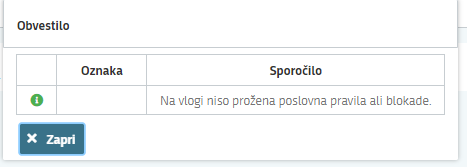 Obvestilo
Oznaka Sporočilo
Na vlogi niso prožena poslovna pravila ali blokade.
Zapri